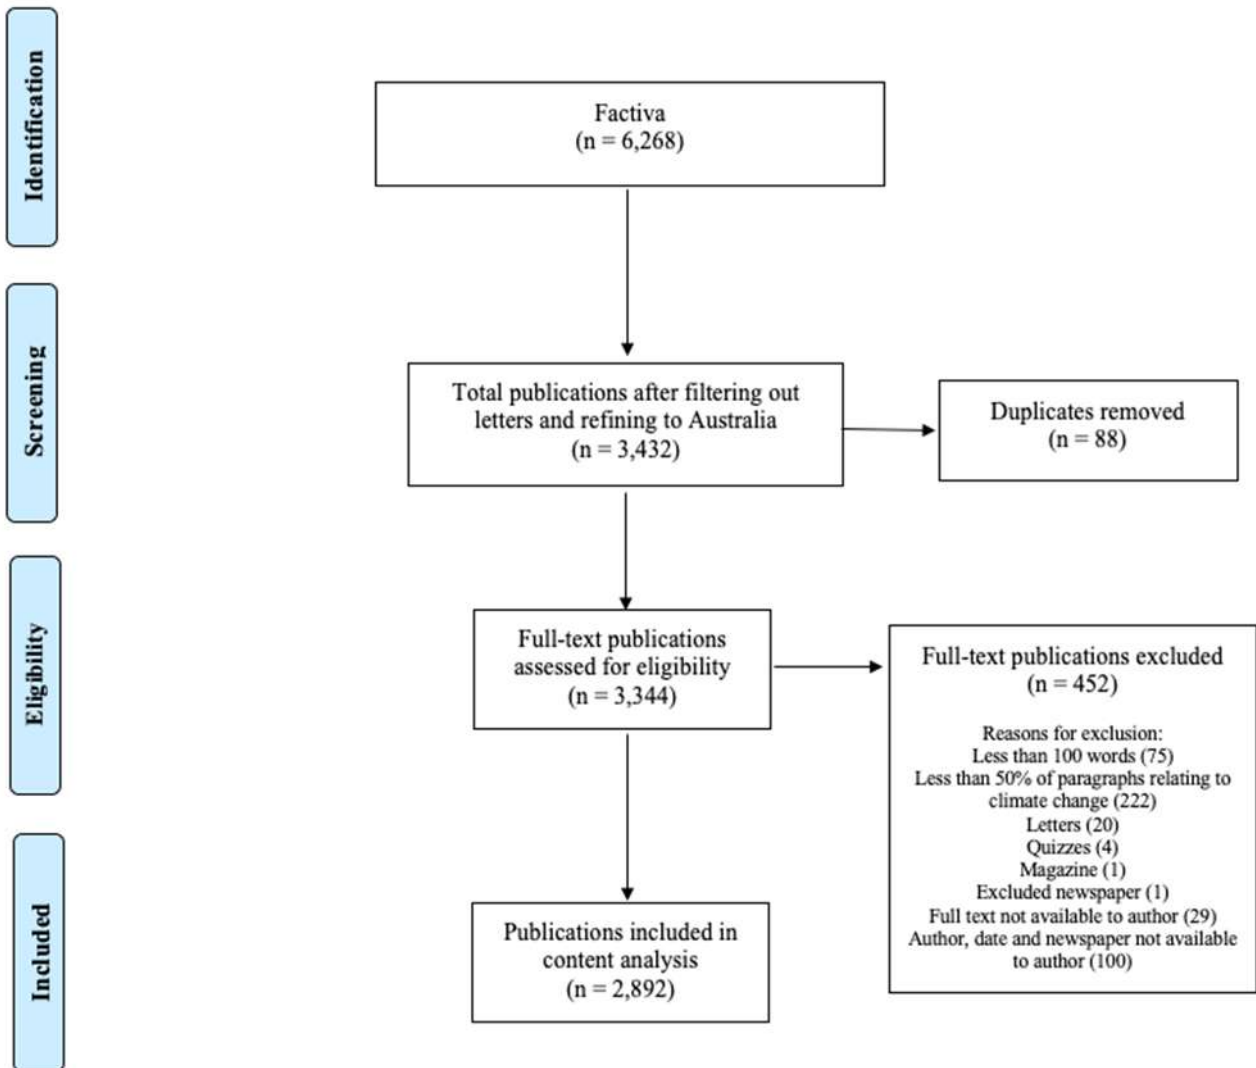 Identification
Factiva
(n = 6,268)
Screening
Total publications after filtering out
letters and refining to Australia
(n = 3,432)
Duplicates removed
(n = 88)
Eligibility
Full-text publications
assessed for eligibility
(n = 3,344)
Full-text publications excluded
(n = 452)
Reasons for exclusion:
Less than 100 words (75)
Less than 50% of paragraphs relating to
climate change (222)
Letters (20)
Quizzes (4)
Magazine (1)
Excluded newspaper (1)
Full text not available to author (29)
Author, date and newspaper not available
to author (100)
Included
Publications included in
content analysis
(n = 2,892)